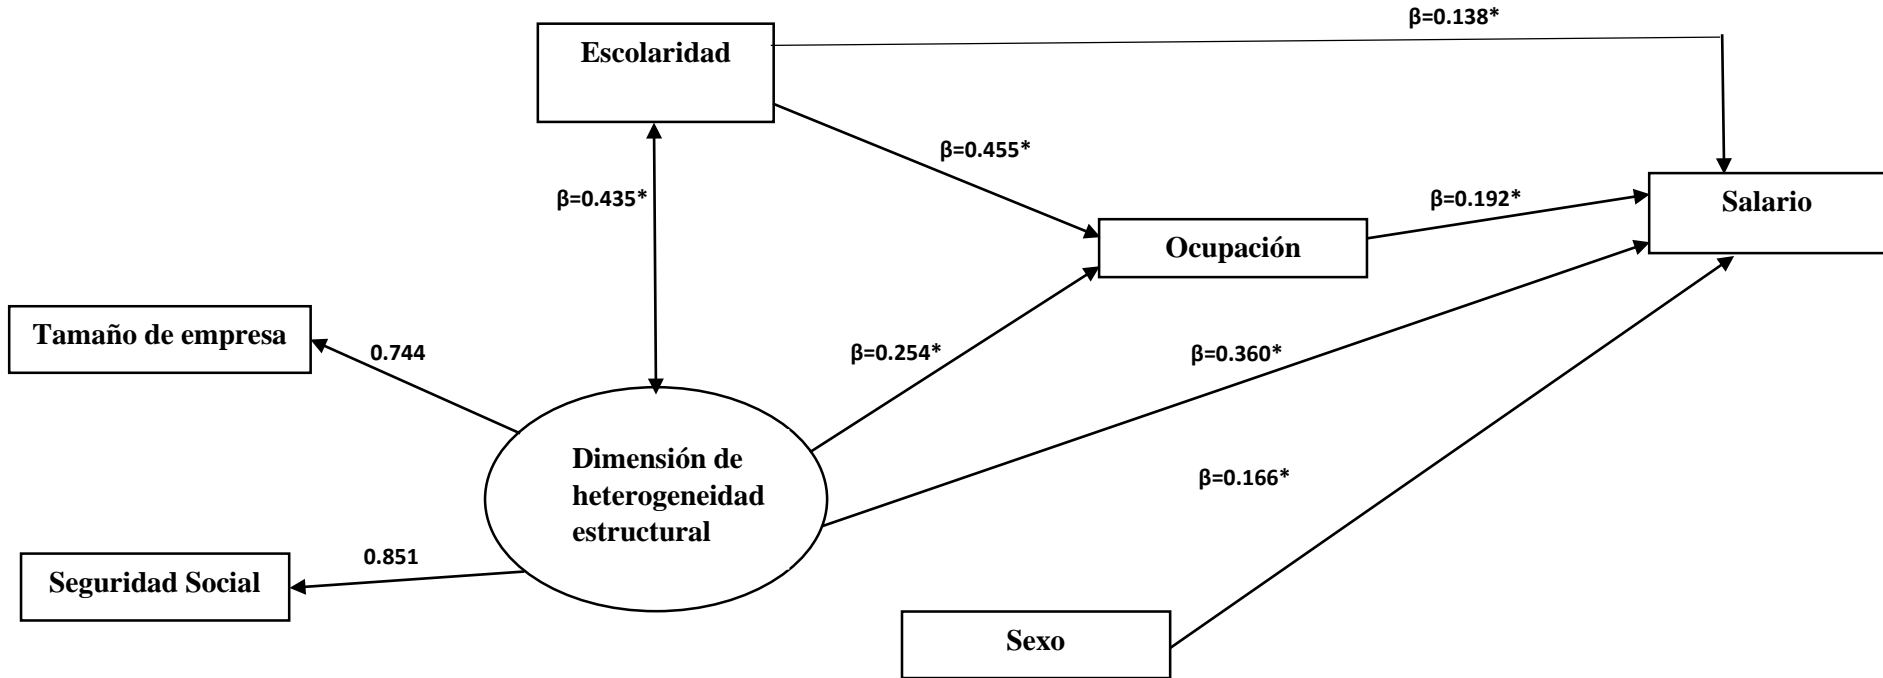 β=0.138*
Escolaridad
β=0.455*
β=0.435*
β=0.192*
Salario
Ocupación
Tamaño de empresa
0.744
β=0.254*
β=0.360*
Dimensión de
heterogeneidad
estructural
β=0.166*
0.851
Seguridad Social
Sexo